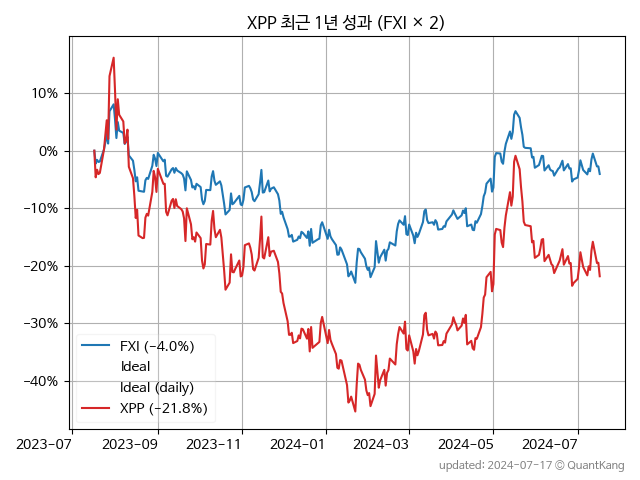 XPP 최근 1년 성과 (FXI × 2)
10%
0%
−10%
−20%
−30%
−40%
FXI (−4.0%)
Ideal
Ideal (daily)
XPP (−21.8%)
2023−07 2023−09 2023−11 2024−01 2024−03 2024−05 2024−07
updated: 2024−07−17 © QuantKang